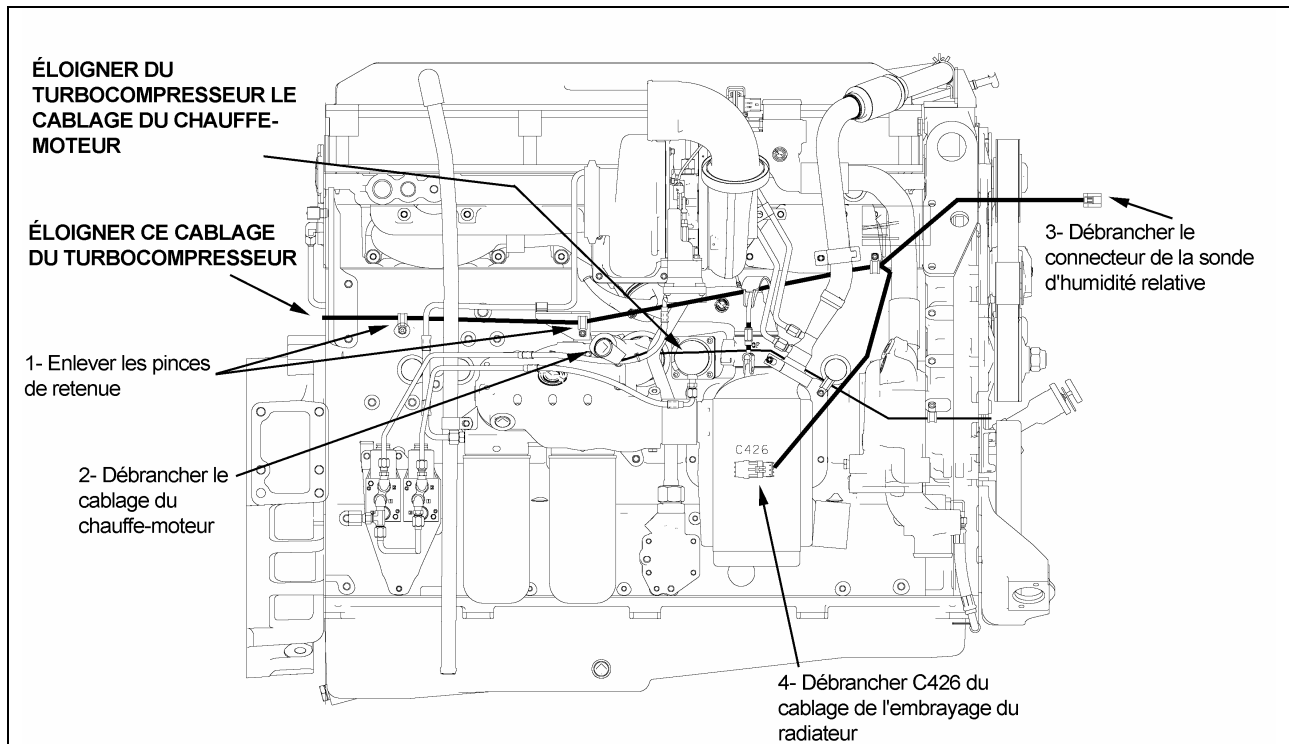 ÉLOIGNER DU
TURBOCOMPRESSEUR LE
CABLAGE DU CHAUFFE-
MOTEUR
ÉLOIGNER CE CABLAGE
DU TURBOCOMPRESSEUR
3- Débrancher le
connecteur de la sonde
d'humidité relative
1- Enlever les pinces
de retenue
C426
2- Débrancher le
cablage du
chauffe-moteur
4- Débrancher C426 du
cablage de l'embrayage du
radiateur